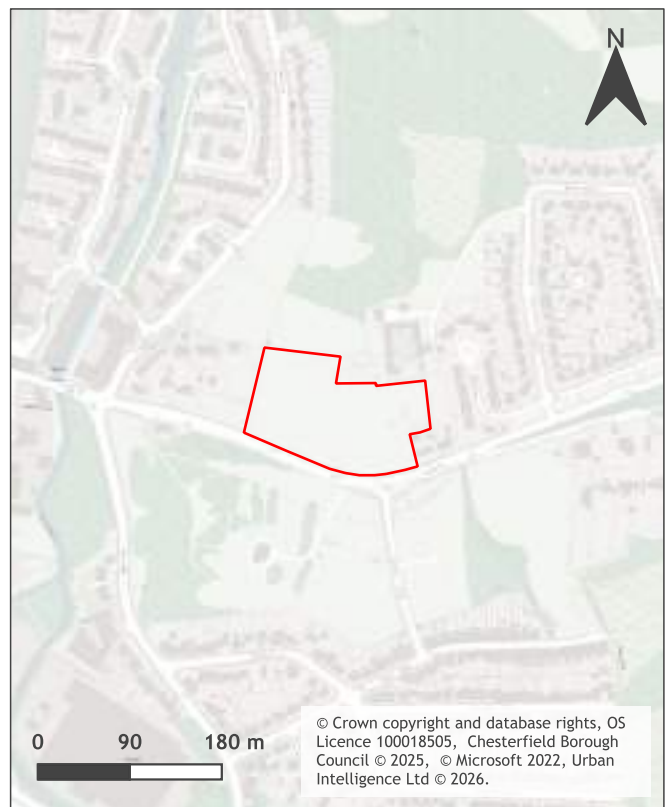 N
0 90 180 m
© Crown copyright and database rights, OS
Licence 100018505, Chesterfield Borough
Council © 2025, © Microsoft 2022, Urban
Intelligence Ltd © 2026.